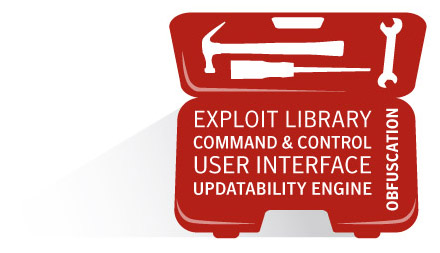 EXPLOIT LIBRARY
COMMAND & CONTROL
USER INTERFACE
UPDATABILITY ENGINE
OBFUSCATION